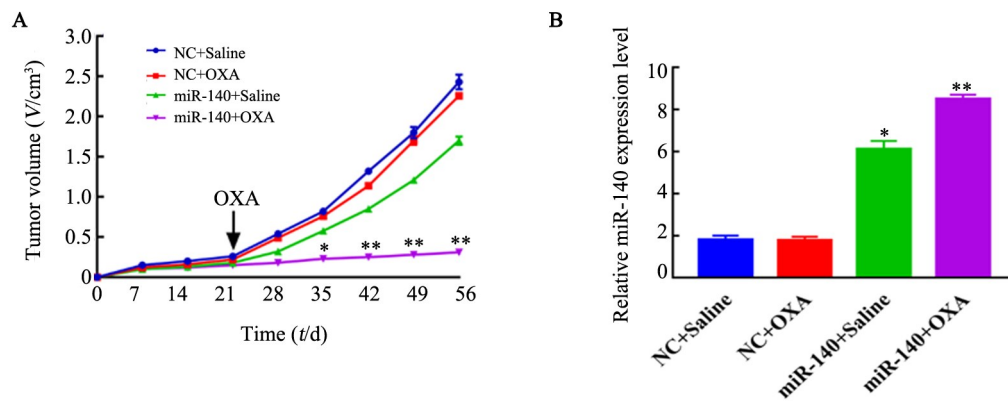 A
3.0
2.5
2.0
1.5
1.0
0.5
0
Tumor volume (V/cm³)
NC+Saline
NC+OXA
miR-140+Saline
miR-140+OXA
OXA
* ** ** **
0 7 14 21 28 35 42 49 56
Time (t/d)
B
10
8
6
4
2
0
Relative miR-140 expression level
*
**
NC+Saline
NC+OXA
miR-140+Saline
miR-140+OXA